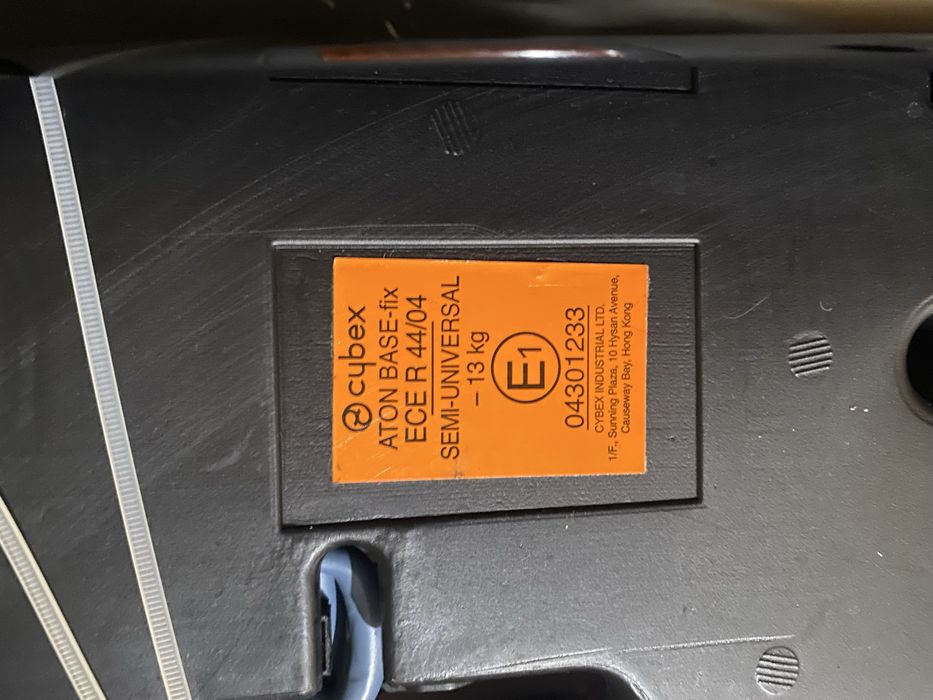 cybex
ATON BASE-fix
ECE R 44/04
SEMI-UNIVERSAL
– 13 kg
E1
04301233
CYBEX INDUSTRIAL LTD.
1/F., Sunning Plaza, 10 Hysan Avenue,
Causeway Bay, Hong Kong